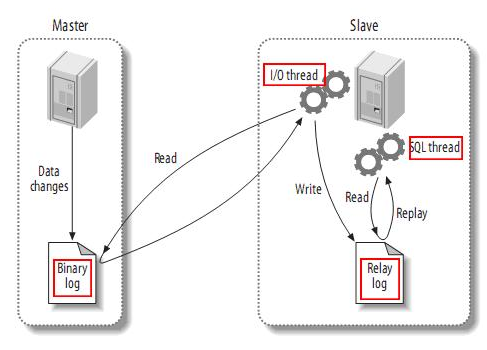 Master
Slave
I/O thread
SQL thread
Read
Data
changes
Write
Read
Replay
Binary
log
Relay
log